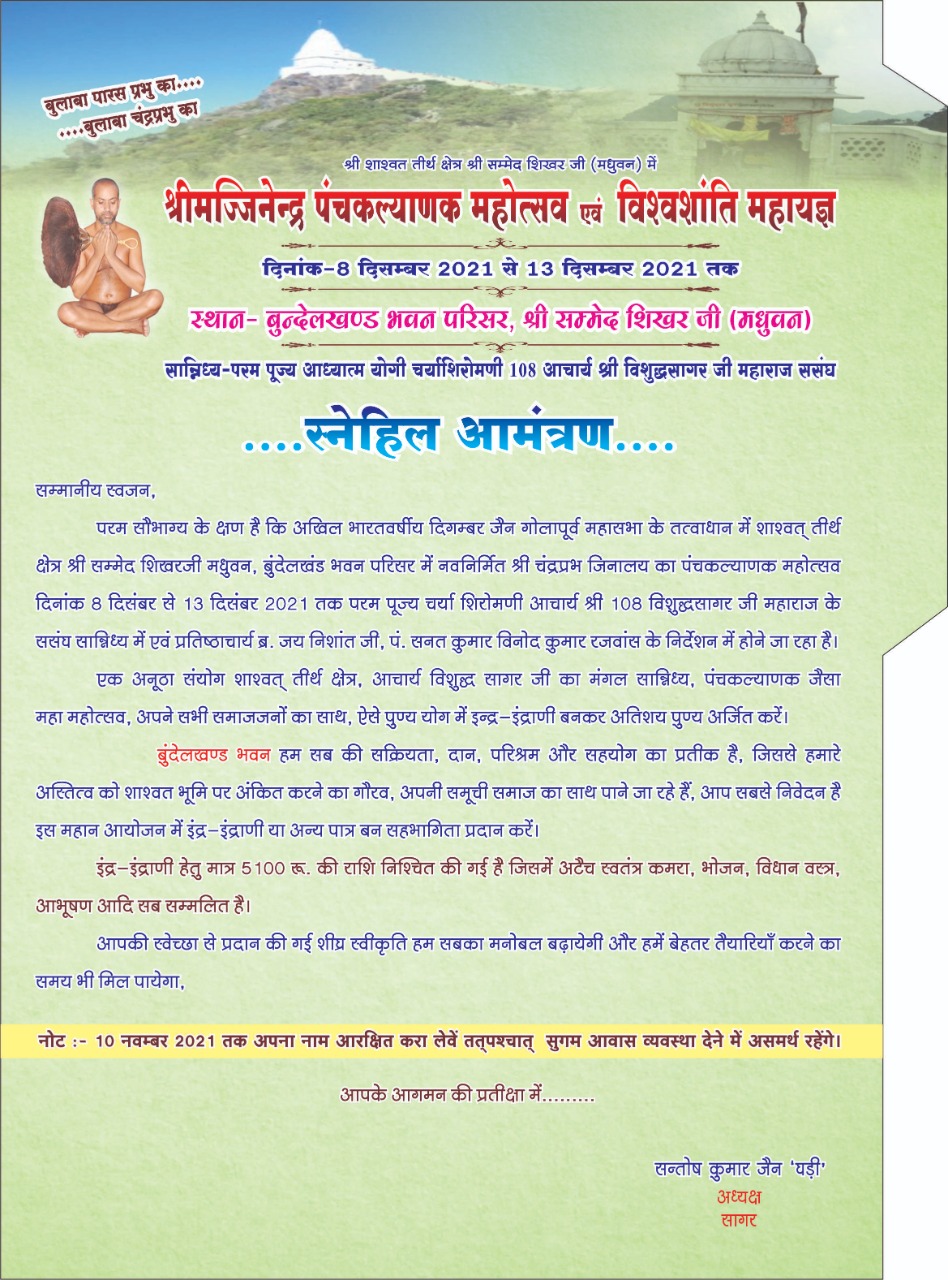 बुलाबा पारस प्रभु का....
....बुलाबा चंद्रप्रभु का
श्री शाश्वत तीर्थ क्षेत्र श्री सम्मेद शिखर जी (मधुवन) में
श्रीमज्जिनेन्द्र पंचकल्याणक महोत्सव एवं विश्वशांति महायज्ञ
दिनांक-8 दिसम्बर 2021 से 13 दिसम्बर 2021 तक
स्थान- बुन्देलखण्ड भवन परिसर, श्री सम्मेद शिखर जी (मधुवन)
सान्निध्य-परम पूज्य आध्यात्म योगी चर्याशिरोमणी 108 आचार्य श्री विशुद्धसागर जी महाराज ससंघ
....स्नेहिल आमंत्रण....
सम्मानीय स्वजन,
परम सौभाग्य के क्षण है कि अखिल भारतवर्षीय दिगम्बर जैन गोलापूर्व महासभा के तत्वाधान में शाश्वत् तीर्थ
क्षेत्र श्री सम्मेद शिखरजी मधुवन, बुंदेलखंड भवन परिसर में नवनिर्मित श्री चंद्रप्रभ जिनालय का पंचकल्याणक महोत्सव
दिनांक 8 दिसंबर से 13 दिसंबर 2021 तक परम पूज्य चर्या शिरोमणी आचार्य श्री 108 विशुद्धसागर जी महाराज के
ससंघ सान्निध्य में एवं प्रतिष्ठाचार्य ब्र. जय निशांत जी, पं. सनत कुमार विनोद कुमार रजवांस के निर्देशन में होने जा रहा है।
एक अनूठा संयोग शाश्वत् तीर्थ क्षेत्र, आचार्य विशुद्ध सागर जी का मंगल सान्निध्य, पंचकल्याणक जैसा
महा महोत्सव, अपने सभी समाजजनों का साथ, ऐसे पुण्य योग में इन्द्र-इंद्राणी बनकर अतिशय पुण्य अर्जित करें।
बुंदेलखण्ड भवन हम सब की सक्रियता, दान, परिश्रम और सहयोग का प्रतीक है, जिससे हमारे
अस्तित्व को शाश्वत भूमि पर अंकित करने का गौरव, अपनी समूची समाज का साथ पाने जा रहे हैं, आप सबसे निवेदन है
इस महान आयोजन में इंद्र-इंद्राणी या अन्य पात्र बन सहभागिता प्रदान करें।
इंद्र-इंद्राणी हेतु मात्र 5100 रू. की राशि निश्चित की गई है जिसमें अटैच स्वतंत्र कमरा, भोजन, विधान वस्त्र,
आभूषण आदि सब सम्मलित है।
आपकी स्वेच्छा से प्रदान की गई शीघ्र स्वीकृति हम सबका मनोबल बढ़ायेगी और हमें बेहतर तैयारियाँ करने का
समय भी मिल पायेगा,
नोट :- 10 नवम्बर 2021 तक अपना नाम आरक्षित करा लेवें तत्पश्चात् सुगम आवास व्यवस्था देने में असमर्थ रहेंगे।
आपके आगमन की प्रतीक्षा में.........
सन्तोष कुमार जैन 'घड़ी'
अध्यक्ष
सागर